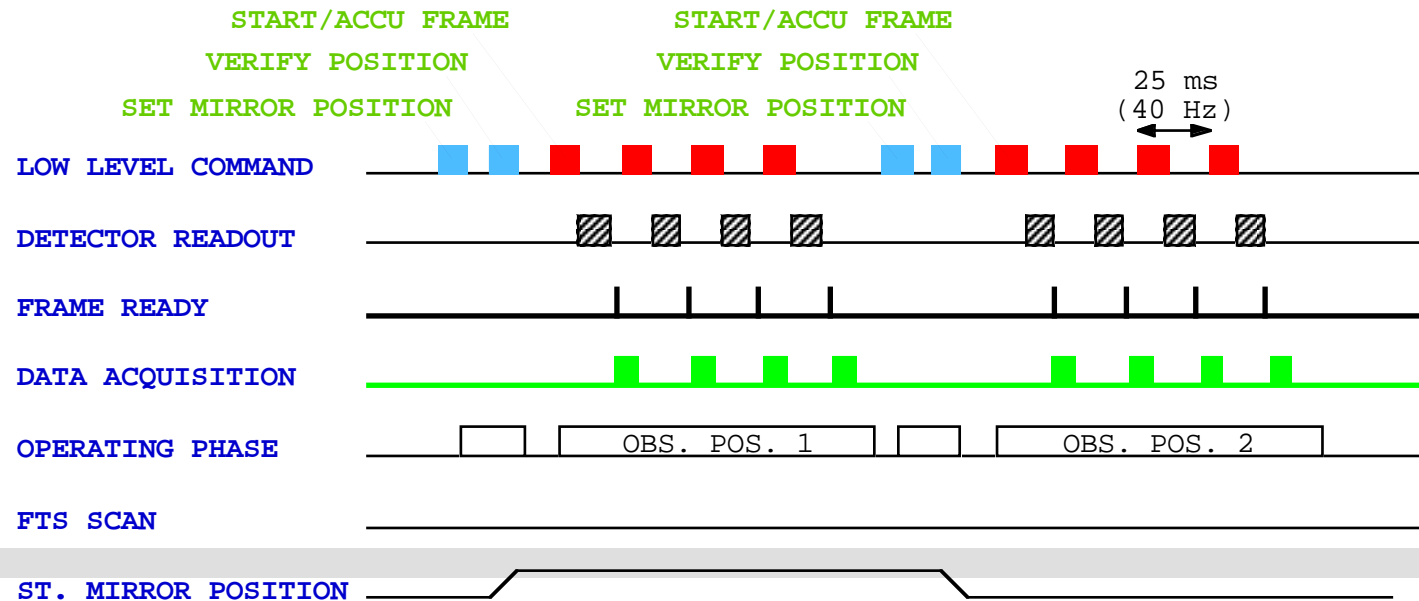 START/ACCU FRAME START/ACCU FRAME
VERIFY POSITION VERIFY POSITION
25 ms
SET MIRROR POSITION SET MIRROR POSITION (40 Hz)
LOW LEVEL COMMAND
DETECTOR READOUT
FRAME READY
DATA ACQUISITION
OPERATING PHASE OBS. POS. 1 OBS. POS. 2
FTS SCAN
ST. MIRROR POSITION